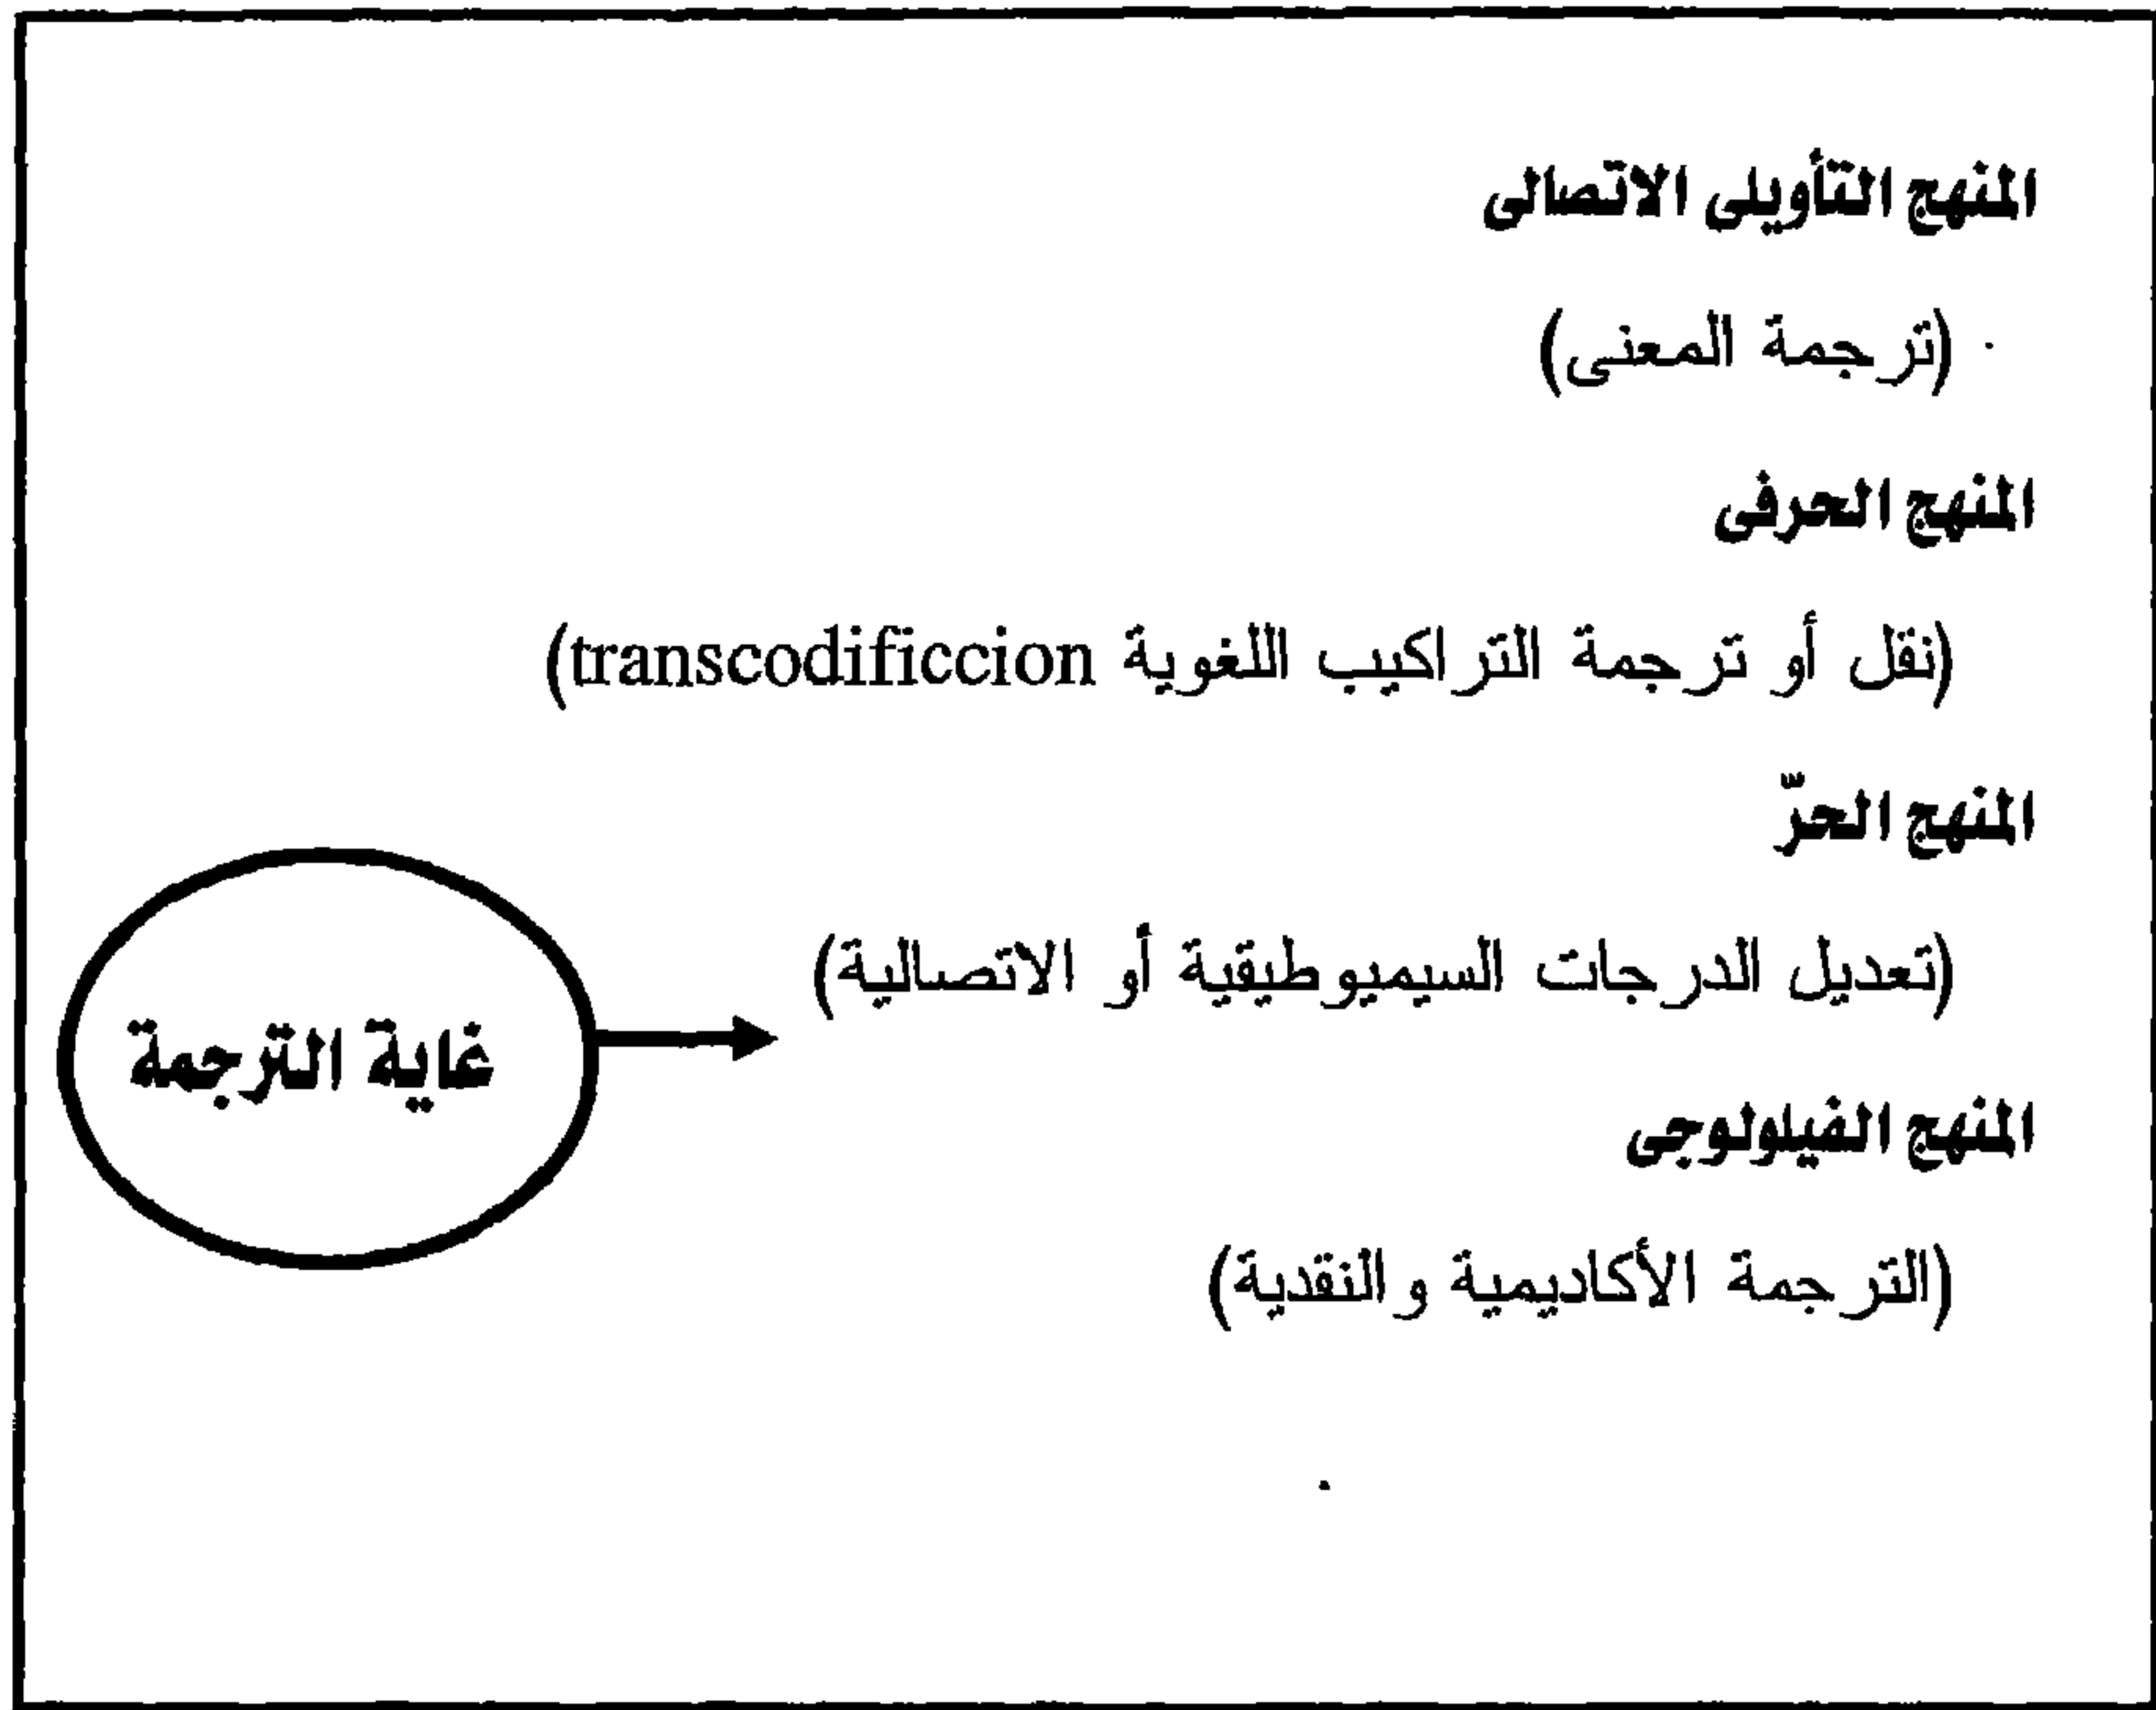 المنهج التأويلى الاتصالى
(ترجمة المعنى)
المنهج الحرفى
(نقل أو ترجمة التراكيب اللغوية transcodificcion)
المنهج الحرّ
(تعديل الدرجات السيميوطيقية أو الاتصالية)
غاية الترجمة
المنهج الفيلولوجى
(الترجمة الأكاديمية والنقدية)